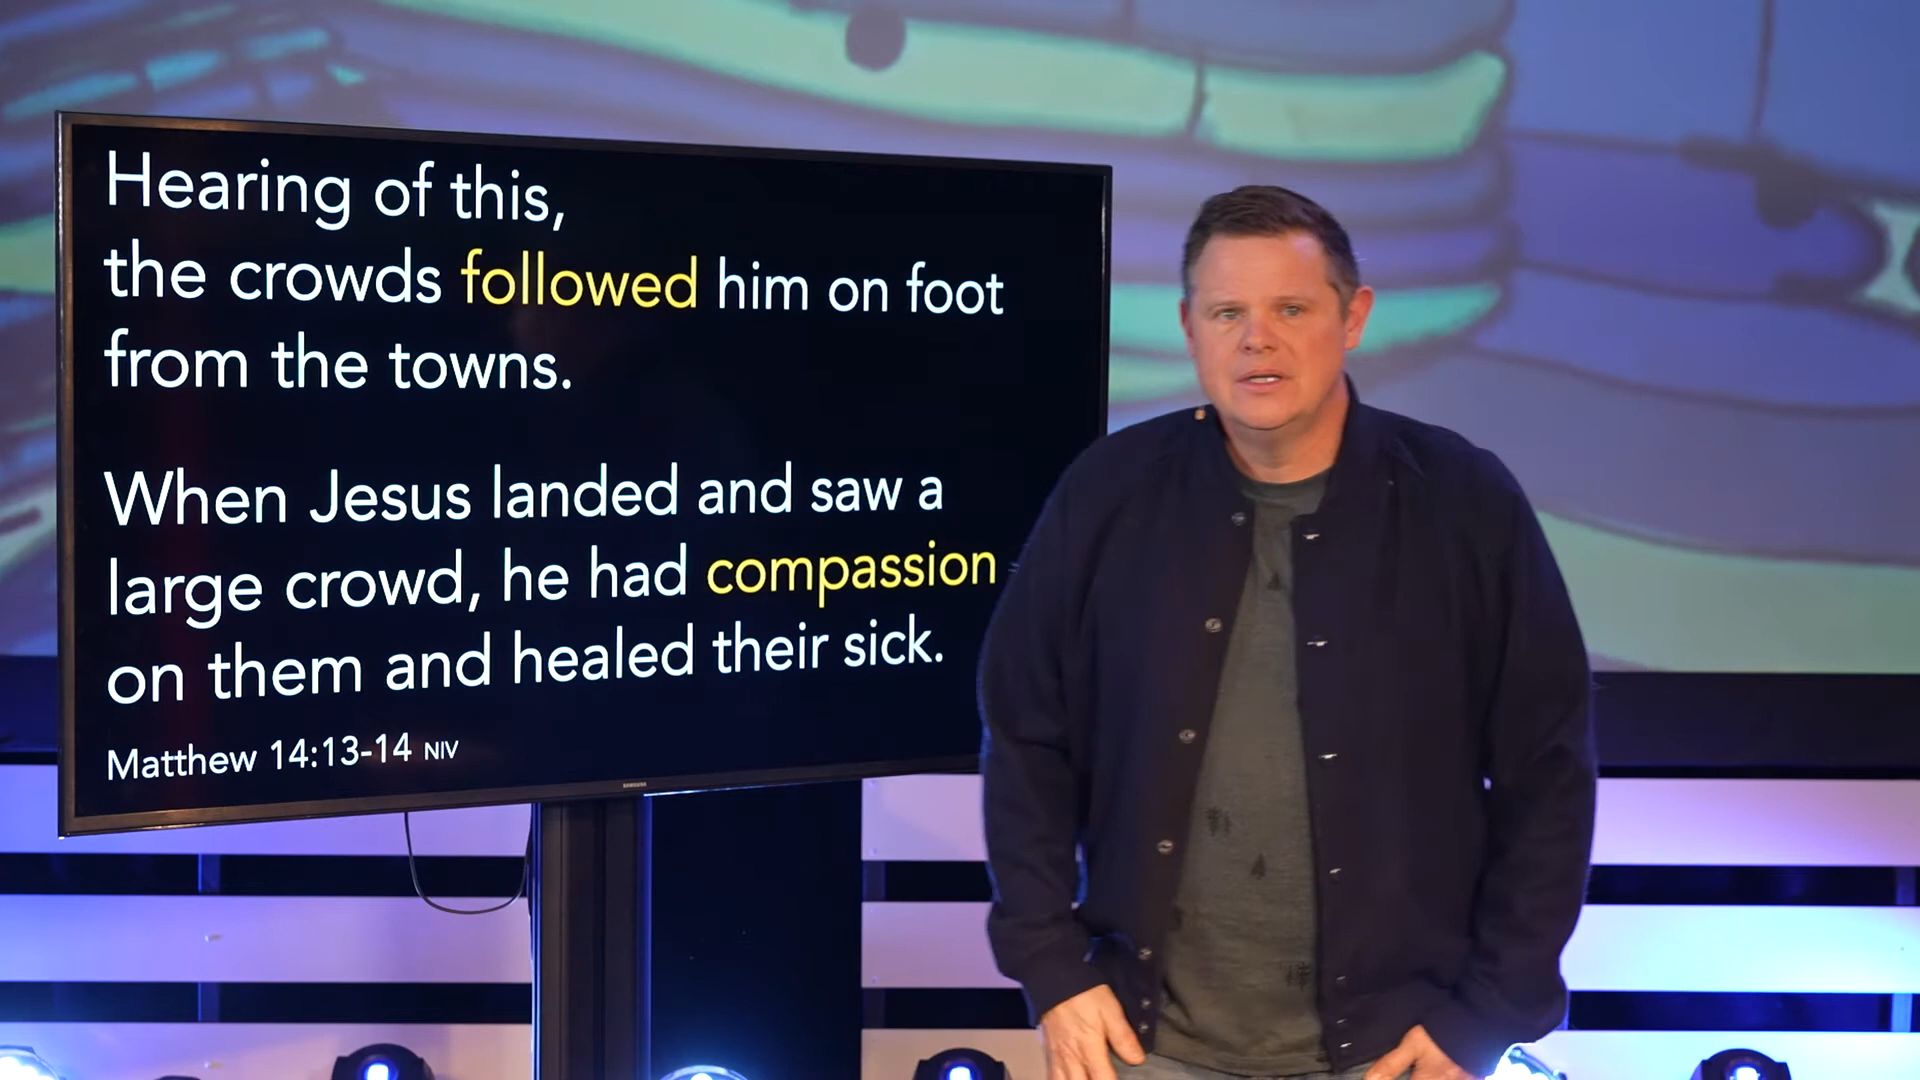 Hearing of this,
the crowds followed him on foot
from the towns.
When Jesus landed and saw a
large crowd, he had compassion
on them and healed their sick.
Matthew 14:13-14 NIV
SAMSUNG